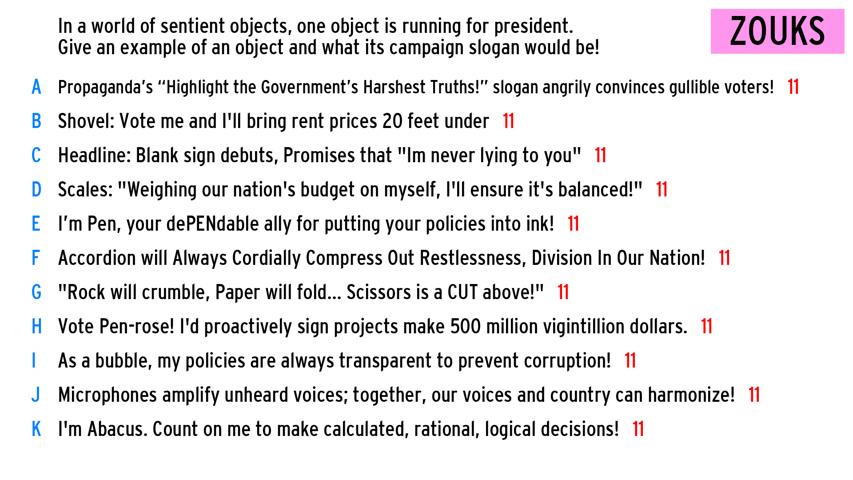 In a world of sentient objects, one object is running for president.
Give an example of an object and what its campaign slogan would be!
ZOUKS
A Propaganda's “Highlight the Government's Harshest Truths!” slogan angrily convinces gullible voters! 11
B Shovel: Vote me and I'll bring rent prices 20 feet under 11
C Headline: Blank sign debuts, Promises that "Im never lying to you" 11
D Scales: "Weighing our nation's budget on myself, I'll ensure it's balanced!" 11
E I’m Pen, your dePENdable ally for putting your policies into ink! 11
F Accordion will Always Cordially Compress Out Restlessness, Division In Our Nation! 11
G "Rock will crumble, Paper will fold... Scissors is a CUT above!" 11
H Vote Pen-rose! I'd proactively sign projects make 500 million vigintillion dollars. 11
I As a bubble, my policies are always transparent to prevent corruption! 11
J Microphones amplify unheard voices; together, our voices and country can harmonize! 11
K I'm Abacus. Count on me to make calculated, rational, logical decisions! 11